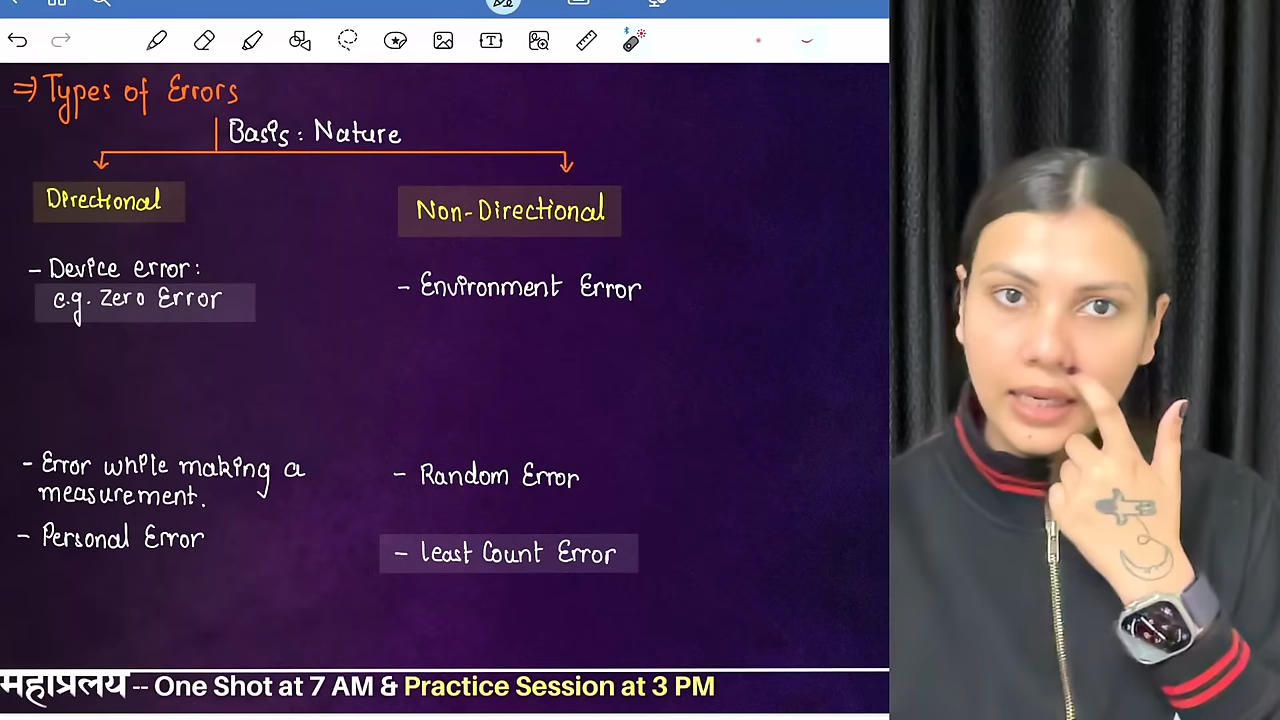 ⇒ Types of Errors
Basis : Nature
Directional
Non-Directional
- Device error:
e.g. Zero Error
- Environment Error
- Error while making a
measurement.
- Random Error
- Personal Error
- Least Count Error
महाप्रलय -- One Shot at 7 AM & Practice Session at 3 PM